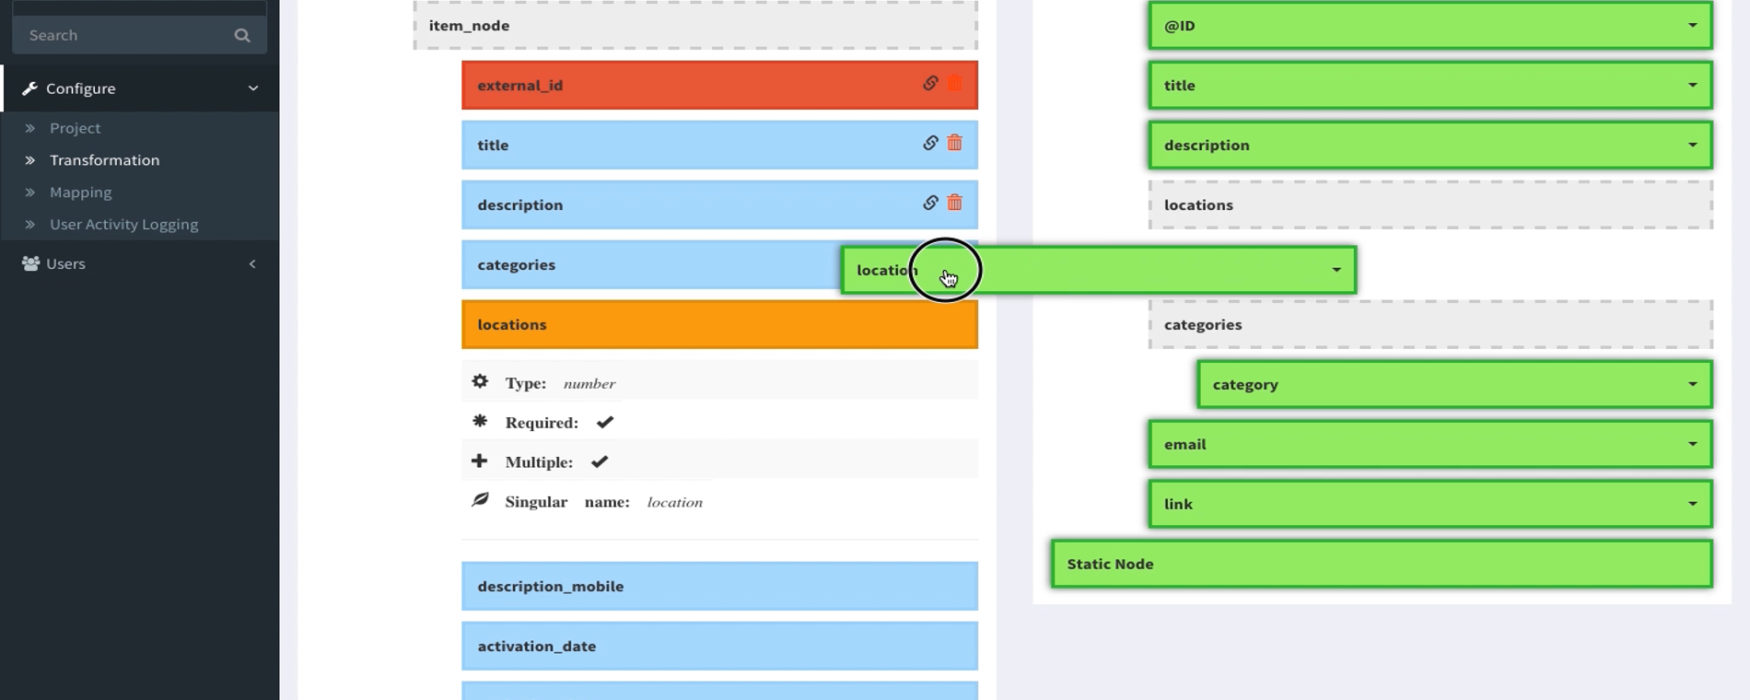 Search
Configure
Project
Transformation
Mapping
User Activity Logging
Users
item_node
external_id
title
description
categories
locations
Type: number
Required:
Multiple:
Singular name: location
description_mobile
activation_date
@ID
title
description
locations
location
categories
category
email
link
Static Node